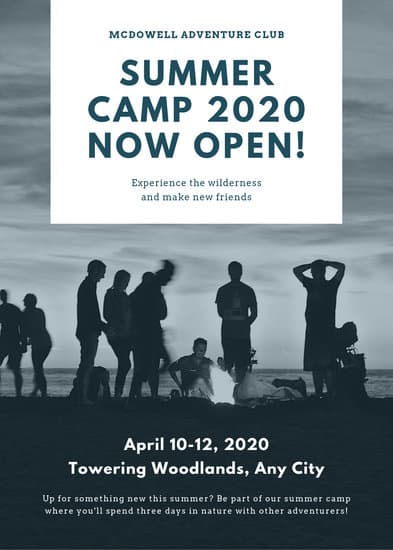 MCDOWELL ADVENTURE CLUB
SUMMER
CAMP 2020
NOW OPEN!
Experience the wilderness
and make new friends
April 10-12, 2020
Towering Woodlands, Any City
Up for something new this summer? Be part of our summer camp
where you'll spend three days in nature with other adventurers!